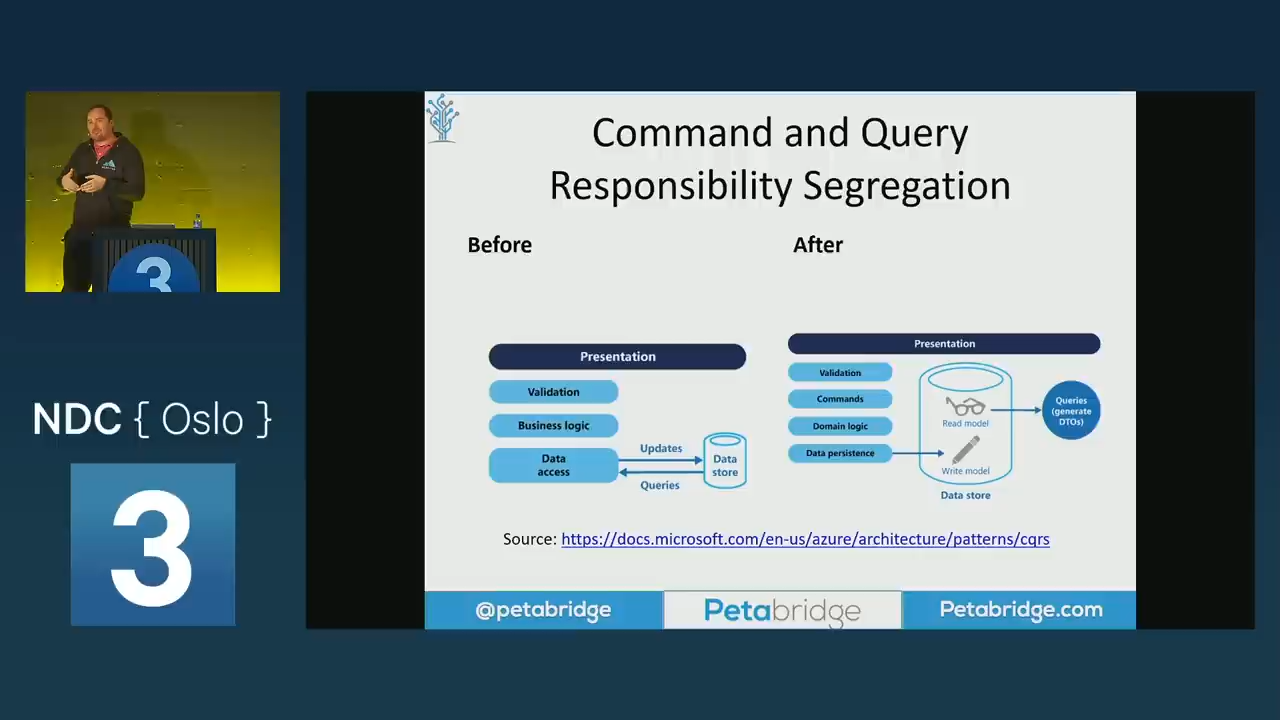 Command and Query
Responsibility Segregation
Before
After
Presentation
Validation
Business logic
Data
access
Updates
Queries
Data
store
Presentation
Validation
Commands
Domain logic
Data persistence
Read model
Write model
Data store
Queries
(generate
DTOs)
Source: https://docs.microsoft.com/en-us/azure/architecture/patterns/cqrs
@petabridge
Petabridge
Petabridge.com
3
NDC { Oslo }
3